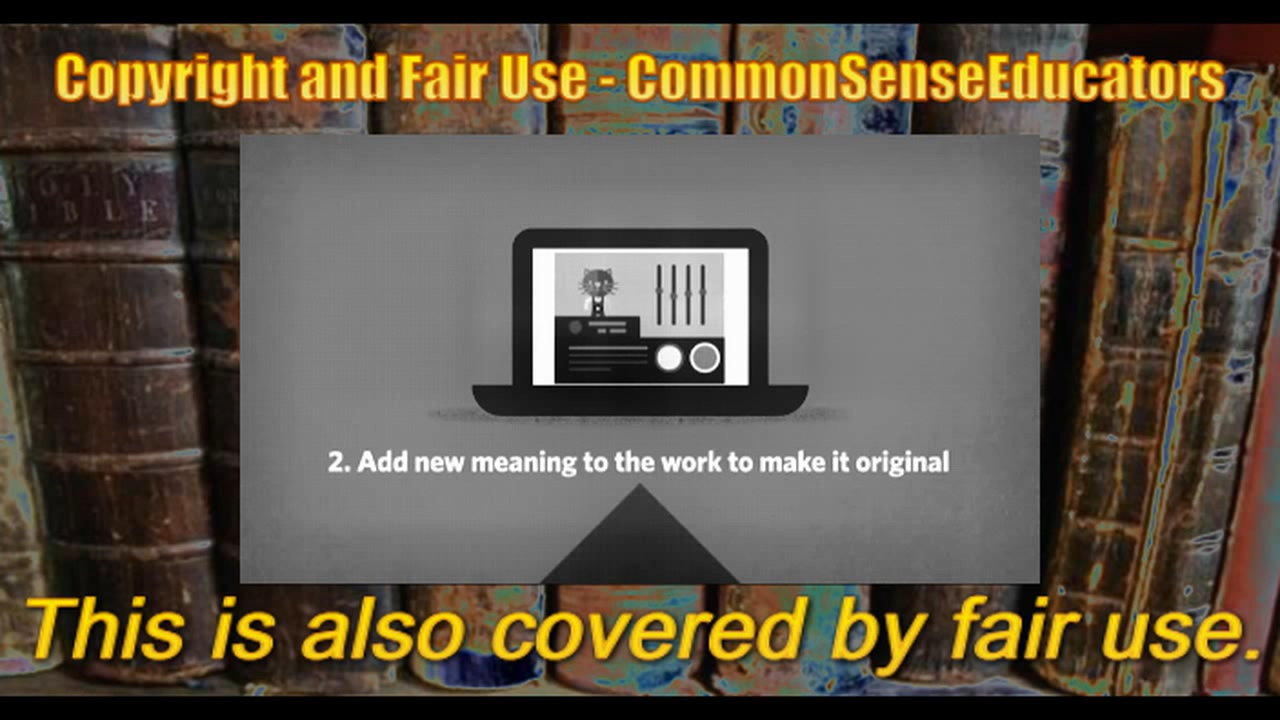 Copyright and Fair Use - CommonSenseEducators
2. Add new meaning to the work to make it original
This is also covered by fair use.